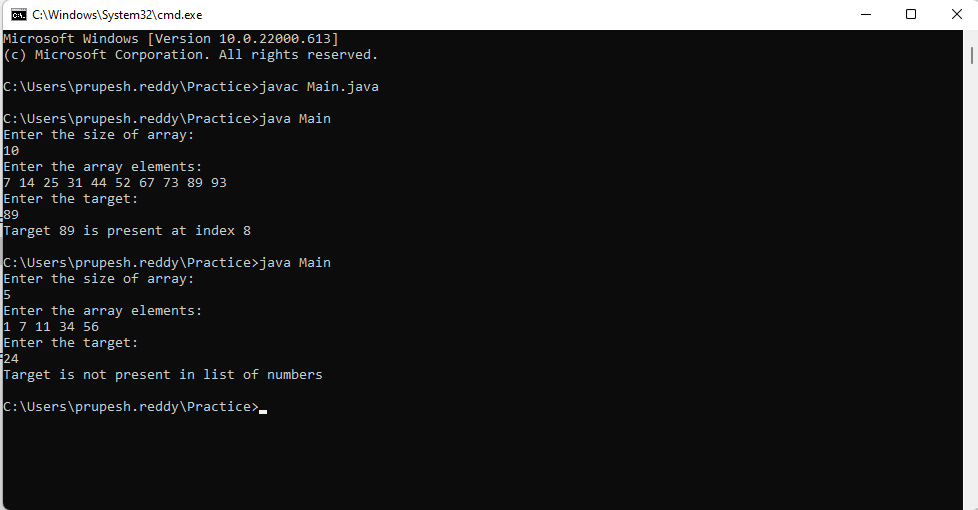 C:\Windows\System32\cmd.exe
Microsoft Windows [Version 10.0.22000.613]
(c) Microsoft Corporation. All rights reserved.
C:\Users\prupesh.reddy\Practice>javac Main.java
C:\Users\prupesh.reddy\Practice>java Main
Enter the size of array:
10
Enter the array elements:
7 14 25 31 44 52 67 73 89 93
Enter the target:
89
Target 89 is present at index 8
C:\Users\prupesh.reddy\Practice>java Main
Enter the size of array:
5
Enter the array elements:
1 7 11 34 56
Enter the target:
24
Target is not present in list of numbers
C:\Users\prupesh.reddy\Practice>